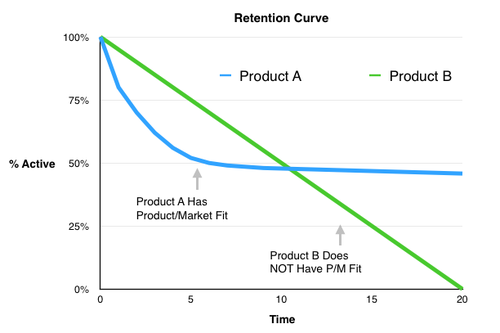 Retention Curve
100%
Product A
Product B
75%
% Active
50%
Product A Has
Product/Market Fit
25%
Product B Does
NOT Have P/M Fit
0%
0
5
10
15
20
Time